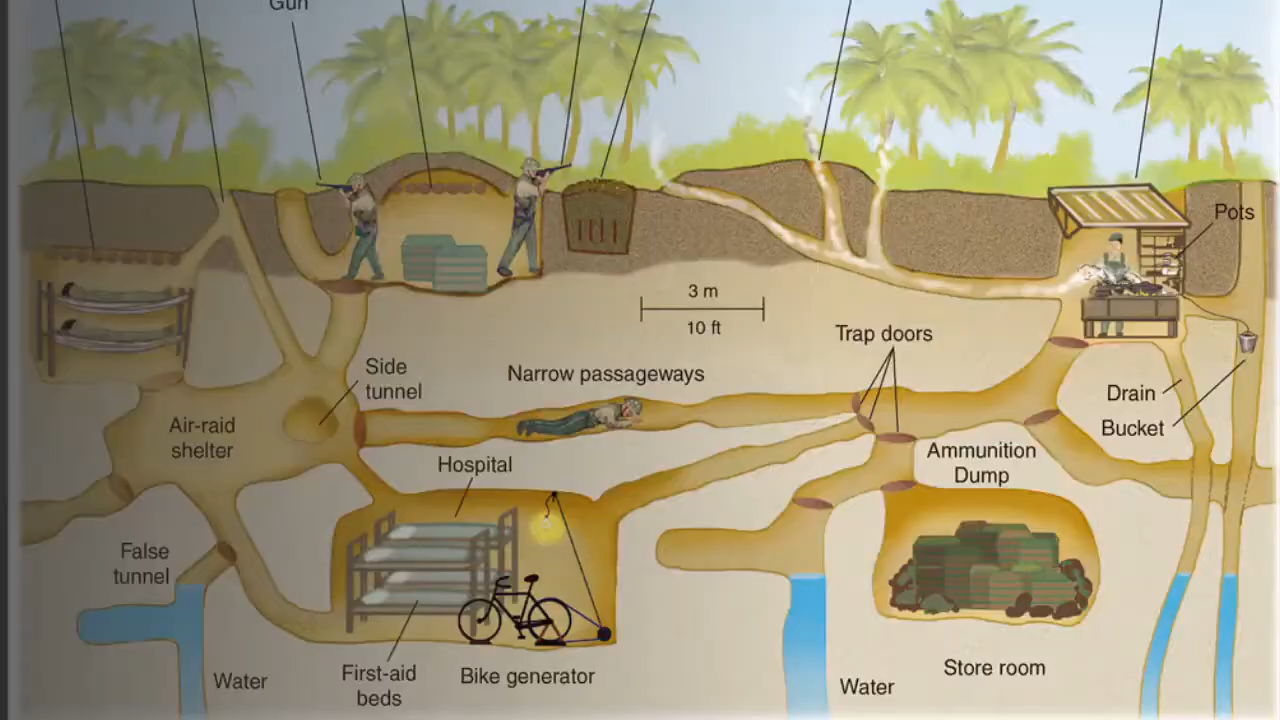 Gun
Pots
3 m
10 ft
Trap doors
Side
tunnel
Narrow passageways
Drain
Air-raid
shelter
Bucket
Hospital
Ammunition
Dump
False
tunnel
First-aid
beds
Bike generator
Water
Water
Store room